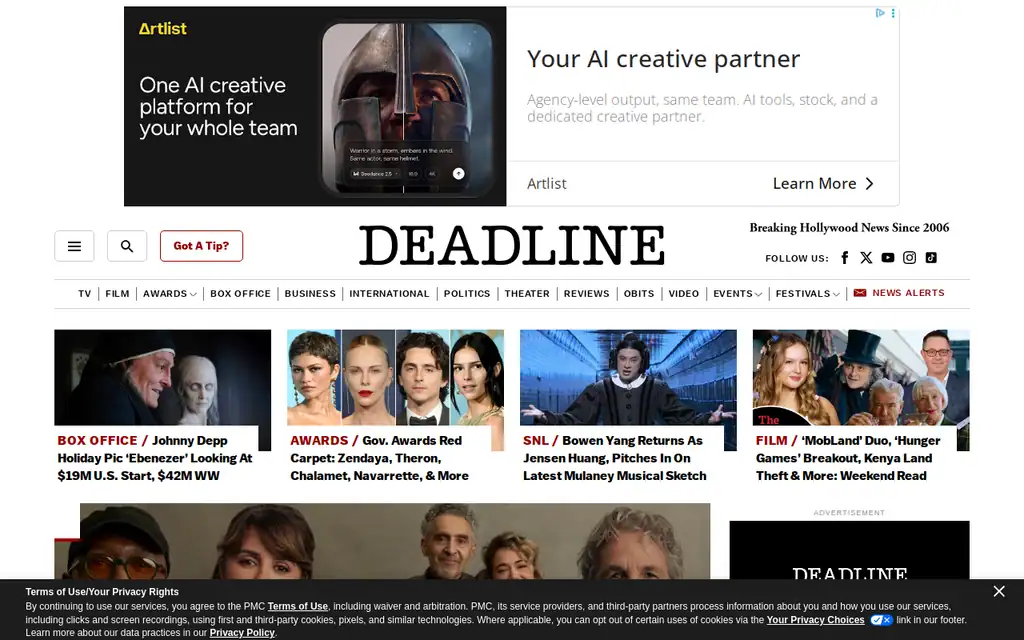 Artlist
One AI creative
platform for
your whole team
Warrior in a storm, embers in the wind.
Same actor, same helmet.
Seedance 2.5
Your AI creative partner
Agency-level output, same team. AI tools, stock, and a
dedicated creative partner.
Artlist
Learn More
Got A Tip?
DEADLINE
Breaking Hollywood News Since 2006
FOLLOW US:
TV FILM AWARDS BOX OFFICE BUSINESS INTERNATIONAL POLITICS THEATER REVIEWS OBITS VIDEO EVENTS FESTIVALS NEWS ALERTS
BOX OFFICE / Johnny Depp
Holiday Pic ‘Ebenezer’ Looking At
$19M U.S. Start, $42M WW
AWARDS / Gov. Awards Red
Carpet: Zendaya, Theron,
Chalamet, Navarrette, & More
SNL / Bowen Yang Returns As
Jensen Huang, Pitches In On
Latest Mulaney Musical Sketch
The
FILM / ‘MobLand’ Duo, ‘Hunger
Games’ Breakout, Kenya Land
Theft & More: Weekend Read
ADVERTISEMENT
DEADLINE
Terms of Use/Your Privacy Rights
By continuing to use our services, you agree to the PMC Terms of Use, including waiver and arbitration. PMC, its service providers, and third-party partners process information about you and how you use our services,
including clicks and screen recordings, using first and third-party cookies, pixels, and similar technologies. Where applicable, you can opt out of certain uses of cookies via the Your Privacy Choices link in our footer.
Learn more about our data practices in our Privacy Policy.